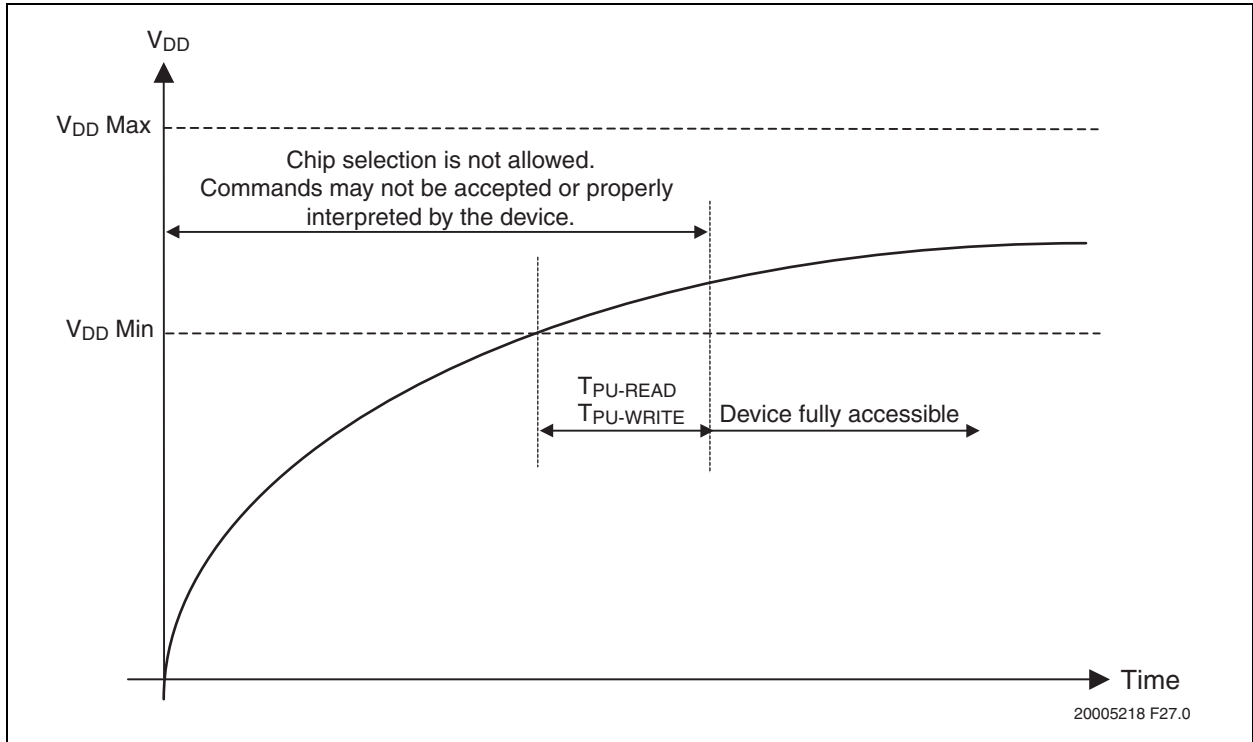 VDD
VDD Max
Chip selection is not allowed.
Commands may not be accepted or properly
interpreted by the device.
VDD Min
TPU-READ
TPU-WRITE
Device fully accessible
Time
20005218 F27.0